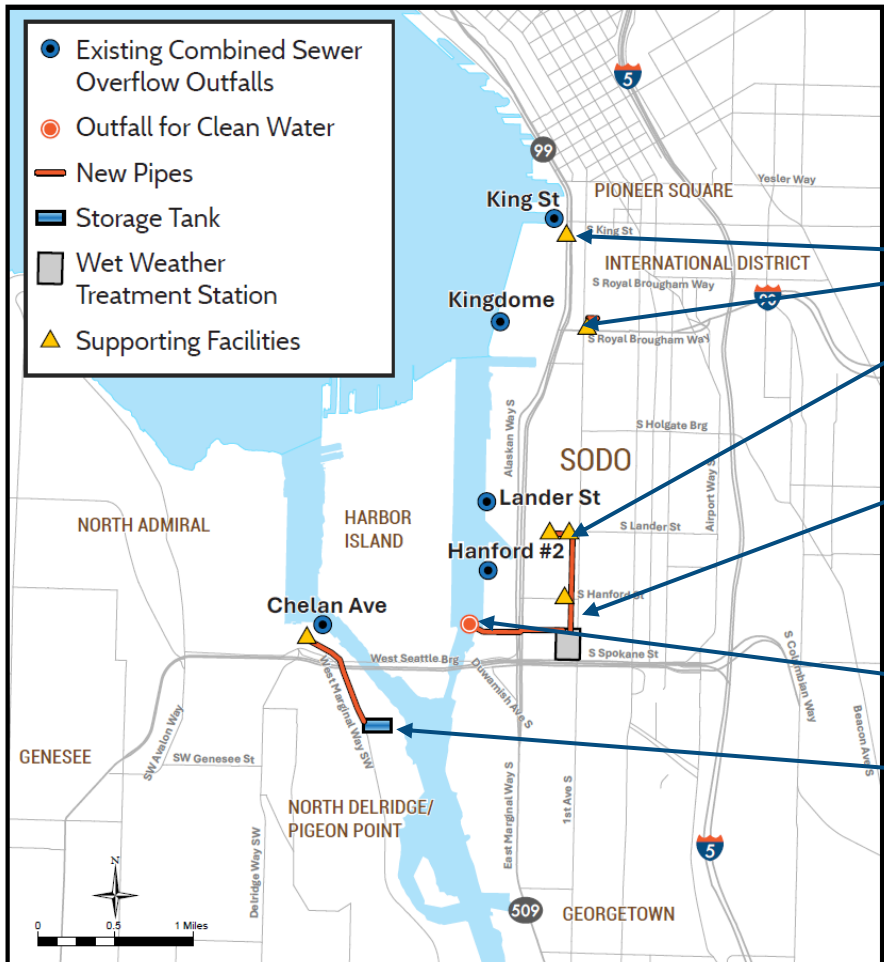 Existing Combined Sewer
Overflow Outfalls
Outfall for Clean Water
New Pipes
Storage Tank
Wet Weather
Treatment Station
Supporting Facilities
5
99
Yesler Way
PIONEER SQUARE
King St
S King St
INTERNATIONAL DISTRICT
S Royal Brougham Way
90
Kingdome
S Royal Brougham Way
Alaskan Way S
S Holgate Brg
SODO
Airport Way S
Lander St
NORTH ADMIRAL
HARBOR
ISLAND
S Lander St
Hanford #2
S Hanford St
Chelan Ave
West Seattle Brg
S Spokane St
S Columbian Way
Duwamish Ave S
West Marginal Way SW
SW Avalon Way
Beacon Ave S
GENESEE
SW Genesee St
NORTH DELRIDGE/
PIGEON POINT
East Marginal Way S
1st Ave S
5
Delridge Way SW
N
0
0.5
1 Miles
509
GEORGETOWN